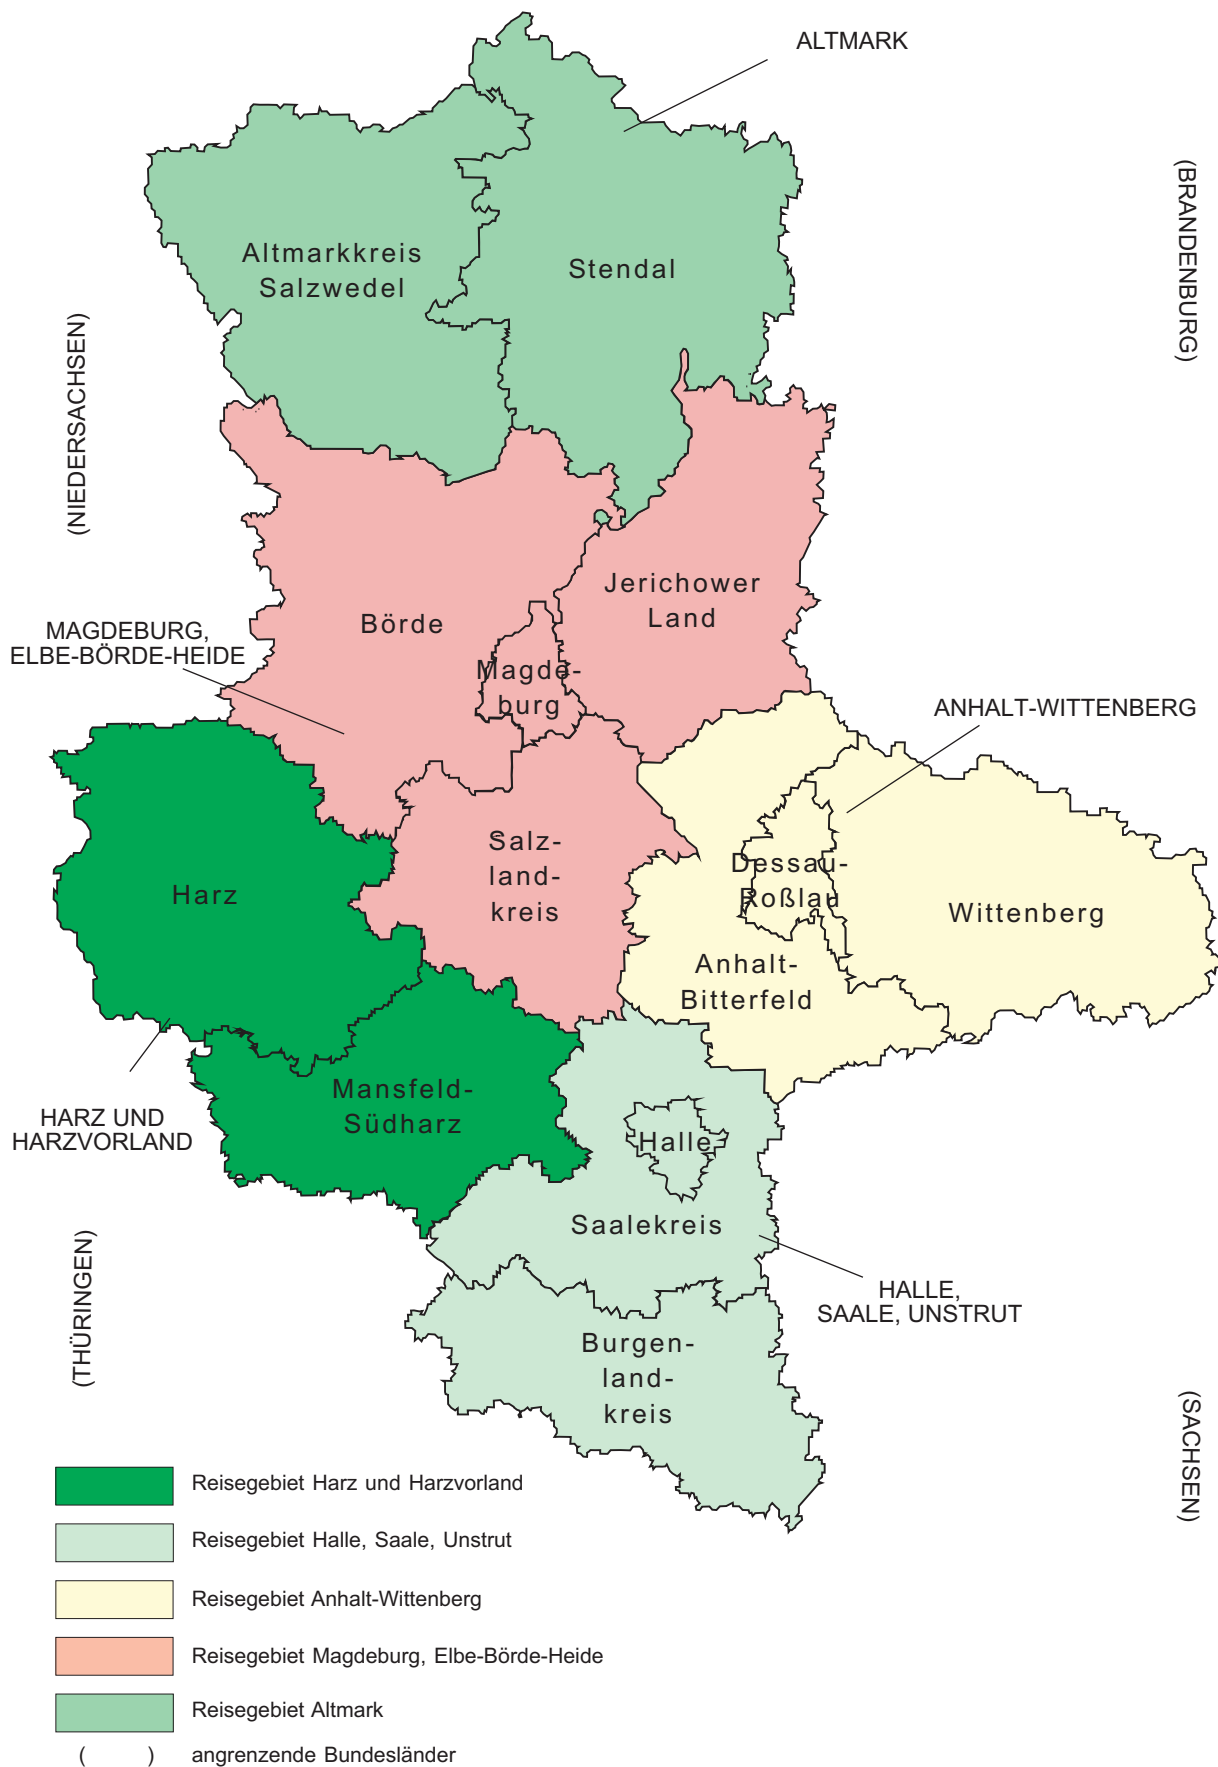 ALTMARK
(BRANDENBURG)
Altmarkkreis
Salzwedel
Stendal
(NIEDERSACHSEN)
Jerichower
Land
Börde
MAGDEBURG,
ELBE-BÖRDE-HEIDE
Magde-
burg
ANHALT-WITTENBERG
Salz-
land-
kreis
Dessau-
Roßlau
Harz
Wittenberg
Anhalt-
Bitterfeld
Mansfeld-
Südharz
HARZ UND
HARZVORLAND
Halle
Saalekreis
(THÜRINGEN)
HALLE,
SAALE, UNSTRUT
Burgen-
land-
kreis
(SACHSEN)
Reisegebiet Harz und Harzvorland
Reisegebiet Halle, Saale, Unstrut
Reisegebiet Anhalt-Wittenberg
Reisegebiet Magdeburg, Elbe-Börde-Heide
Reisegebiet Altmark
( ) angrenzende Bundesländer